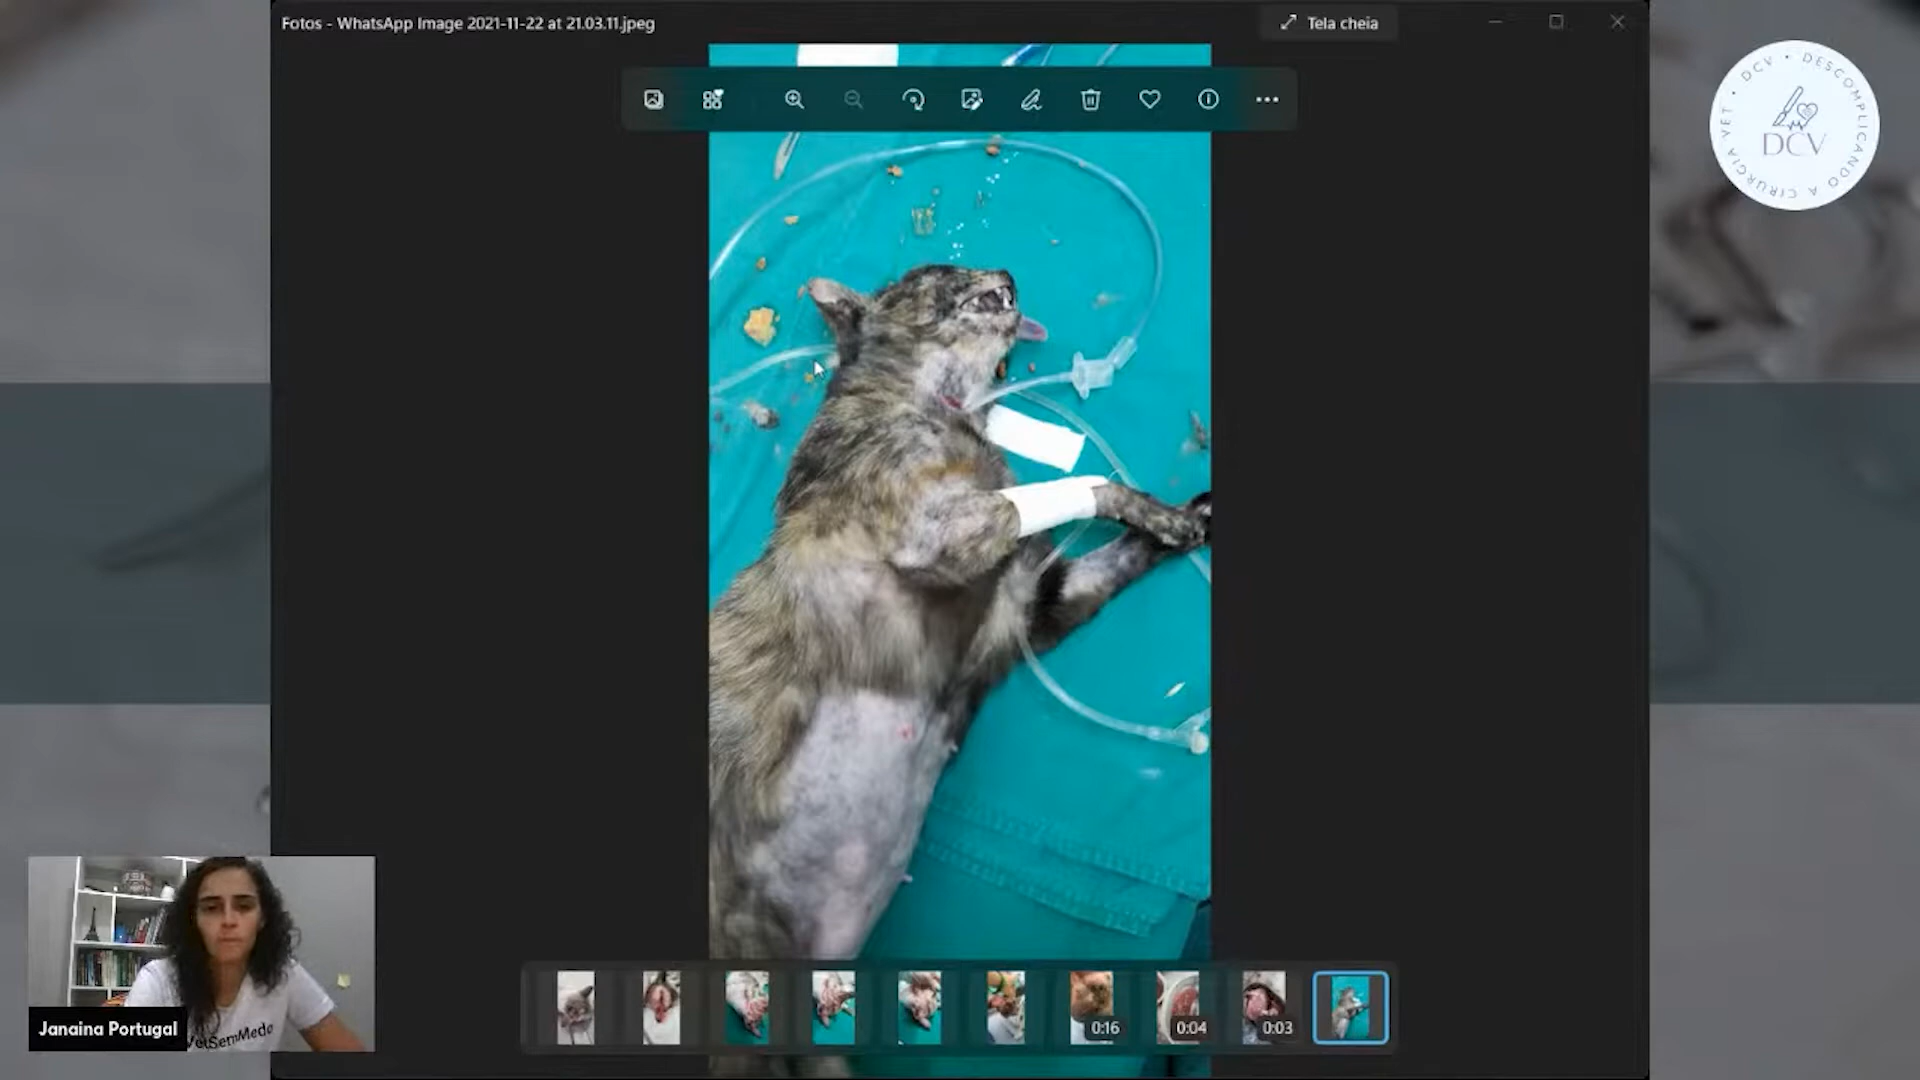 Fotos - WhatsApp Image 2021-11-22 at 21.03.11.jpeg
Tela cheia
DCV • DESCOMPLICANDO A CIRURGIA VET •
DCV
0:16
0:04
0:03
Janaina Portugal
VetSemMedo